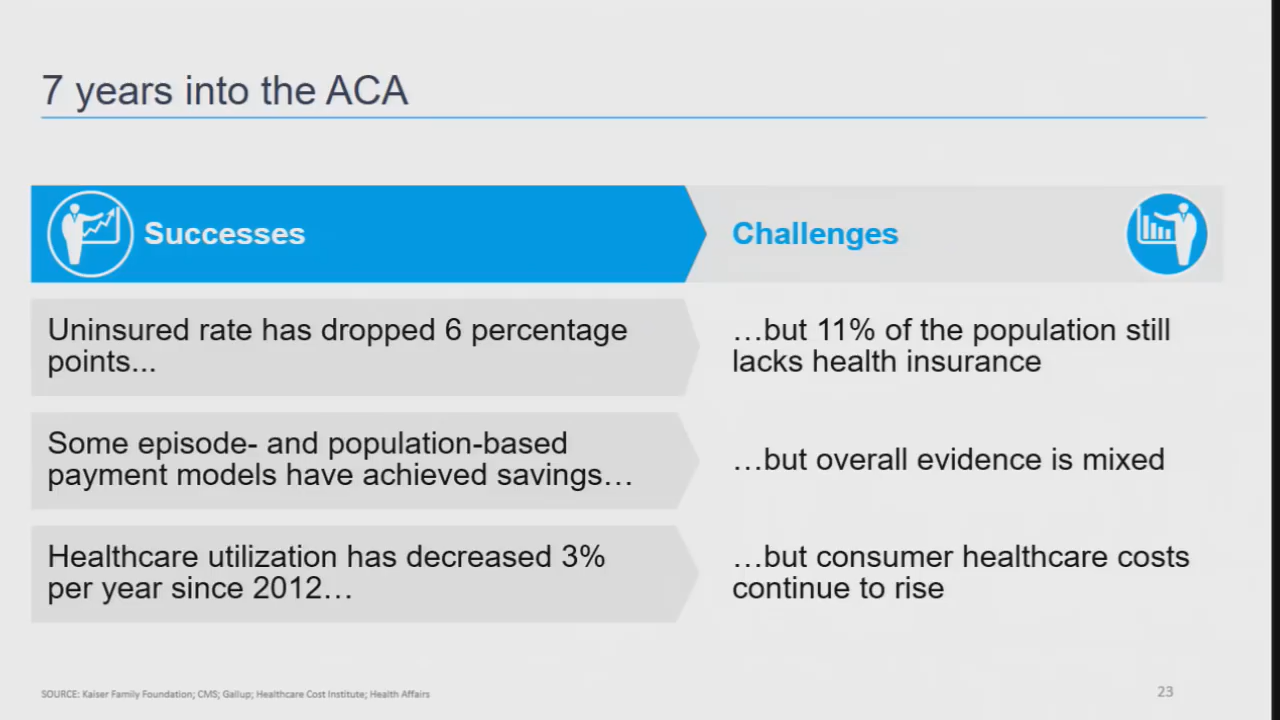 7 years into the ACA
Successes
Challenges
Uninsured rate has dropped 6 percentage
points...
…but 11% of the population still
lacks health insurance
Some episode- and population-based
payment models have achieved savings…
…but overall evidence is mixed
Healthcare utilization has decreased 3%
per year since 2012…
…but consumer healthcare costs
continue to rise
SOURCE: Kaiser Family Foundation; CMS; Gallup; Healthcare Cost Institute; Health Affairs
23